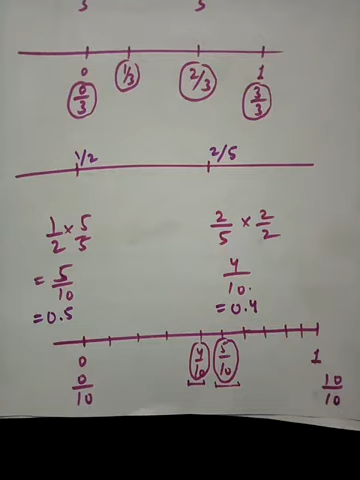 3 3
0 1/3 2/3 1
0/3 3/3
1/2 2/5
1/2 × 5/5 2/5 × 2/2
= 5/10 4/10.
= 0.5 = 0.4
0 4/10 5/10 1
0/10 10/10